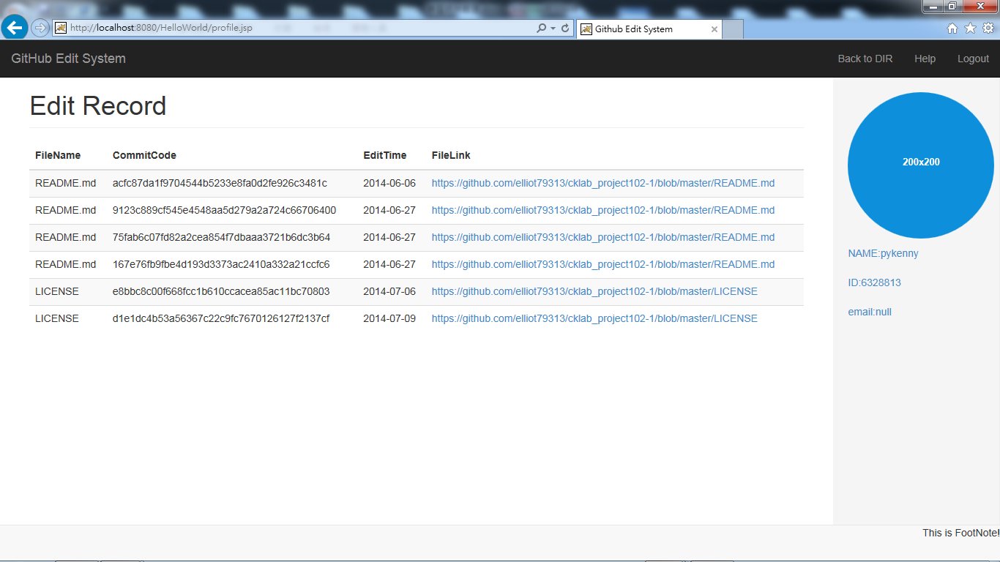 http://localhost:8080/HelloWorld/profile.jsp
Github Edit System
GitHub Edit System
Back to DIR Help Logout
Edit Record
FileName CommitCode EditTime FileLink
README.md acfc87da1f9704544b5233e8fa0d2fe926c3481c 2014-06-06 https://github.com/elliot79313/cklab_project102-1/blob/master/README.md
README.md 9123c889cf545e4548aa5d279a2a724c66706400 2014-06-27 https://github.com/elliot79313/cklab_project102-1/blob/master/README.md
README.md 75fab6c07fd82a2cea854f7dbaaa3721b6dc3b64 2014-06-27 https://github.com/elliot79313/cklab_project102-1/blob/master/README.md
README.md 167e76fb9fbe4d193d3373ac2410a332a21ccfc6 2014-06-27 https://github.com/elliot79313/cklab_project102-1/blob/master/README.md
LICENSE e8bbc8c00f668fcc1b610ccacea85ac11bc70803 2014-07-06 https://github.com/elliot79313/cklab_project102-1/blob/master/LICENSE
LICENSE d1e1dc4b53a56367c22c9fc7670126127f2137cf 2014-07-09 https://github.com/elliot79313/cklab_project102-1/blob/master/LICENSE
200x200
NAME:pykenny
ID:6328813
email:null
This is FootNote!